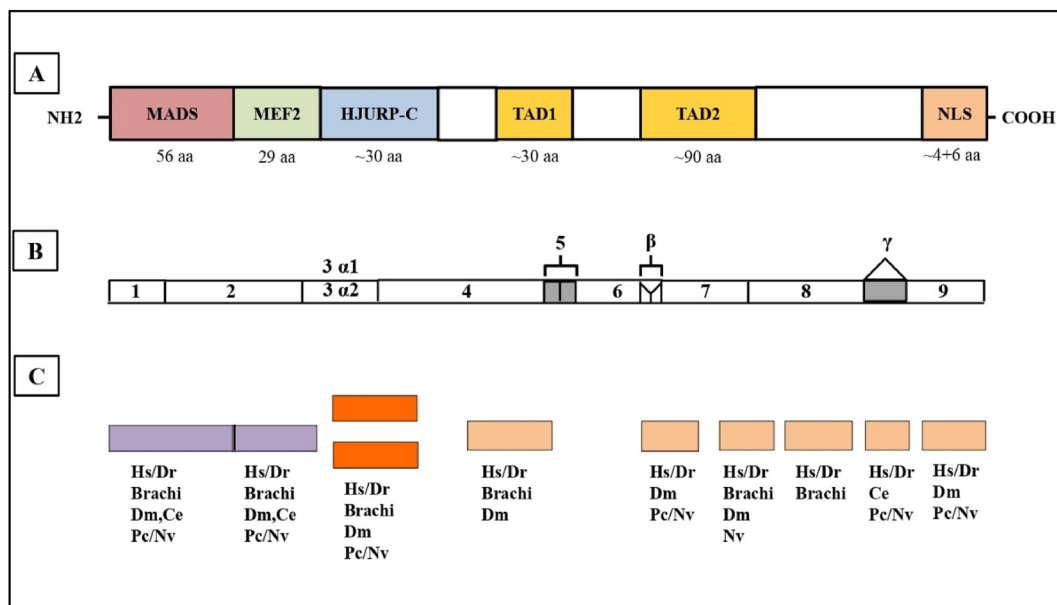 A
NH2
MADS
MEF2
HJURP-C
TAD1
TAD2
NLS
COOH
56 aa
29 aa
~30 aa
~30 aa
~90 aa
~4+6 aa
B
5
β
γ
3 α1
1
2
3 α2
4
6
7
8
9
C
Hs/Dr
Brachi
Dm,Ce
Pc/Nv
Hs/Dr
Brachi
Dm,Ce
Pc/Nv
Hs/Dr
Brachi
Dm
Pc/Nv
Hs/Dr
Brachi
Dm
Hs/Dr
Dm
Pc/Nv
Hs/Dr
Brachi
Dm
Nv
Hs/Dr
Brachi
Hs/Dr
Ce
Pc/Nv
Hs/Dr
Dm
Pc/Nv